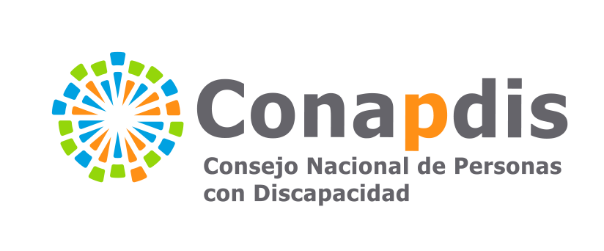 Conapdis
Consejo Nacional de Personas
con Discapacidad